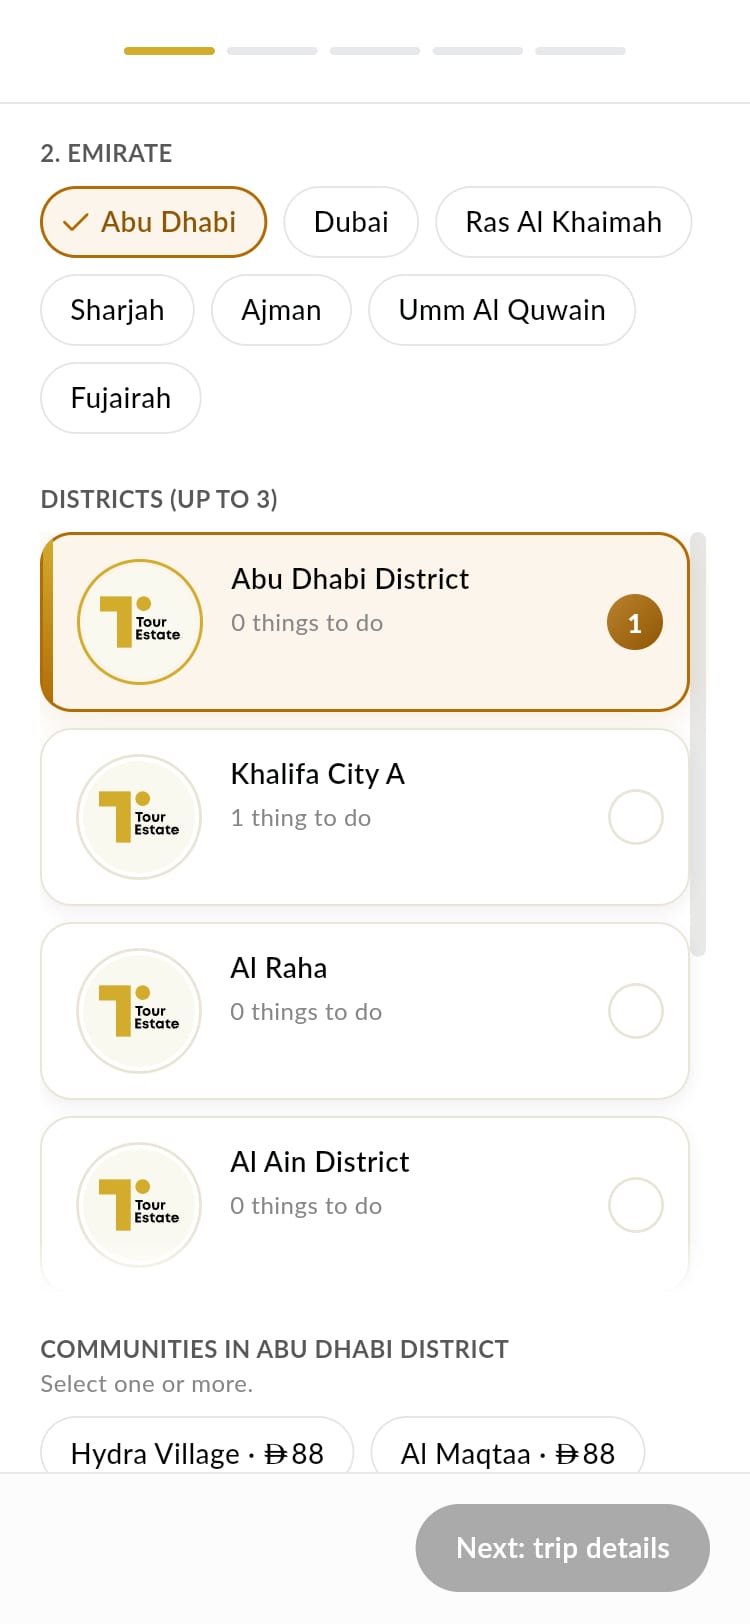 2. EMIRATE
Abu Dhabi
Dubai
Ras Al Khaimah
Sharjah
Ajman
Umm Al Quwain
Fujairah
DISTRICTS (UP TO 3)
Tour
Estate
Abu Dhabi District
0 things to do
1
Tour
Estate
Khalifa City A
1 thing to do
Tour
Estate
Al Raha
0 things to do
Tour
Estate
Al Ain District
0 things to do
COMMUNITIES IN ABU DHABI DISTRICT
Select one or more.
Hydra Village · 88
Al Maqtaa · 88
Next: trip details